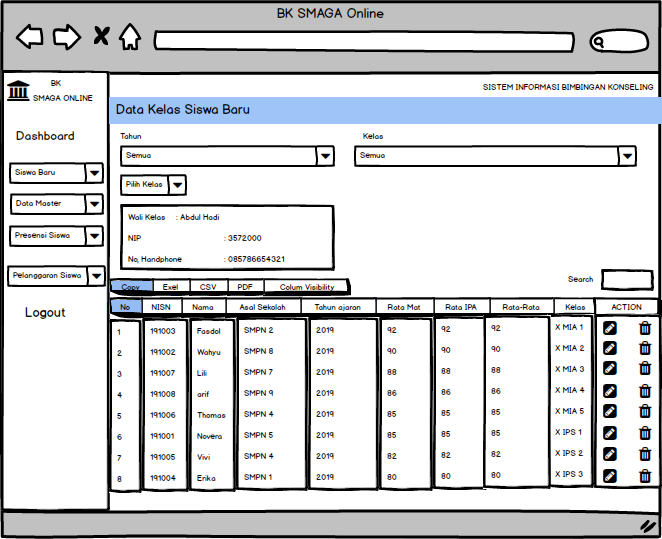 BK SMAGA Online
BK
SMAGA ONLINE
SISTEM INFORMASI BIMBINGAN KONSELING
Data Kelas Siswa Baru
Dashboard
Siswa Baru
Data Master
Presensi Siswa
Pelanggaran Siswa
Logout
Tahun Kelas
Semua Semua
Pilih Kelas
Wali Kelas : Abdul Hadi
NIP : 3572000
No, Handphone : 085786654321
Search
Copy Exel CSV PDF Colum Visibility
No NISN Nama Asal Sekolah Tahun ajaran Rata Mat Rata IPA Rata-Rata Kelas ACTION
1 191003 Fasdol SMPN 2 2019 92 92 92 X MIA 1
2 191002 Wahyu SMPN 8 2019 90 90 90 X MIA 2
3 191007 Lili SMPN 7 2019 88 88 88 X MIA 3
4 191008 arif SMPN 9 2019 86 86 86 X MIA 4
5 191006 Thomas SMPN 4 2019 85 85 85 X MIA 5
6 191001 Novera SMPN 5 2019 85 85 85 X IPS 1
7 191005 Vivi SMPN 4 2019 82 82 82 X IPS 2
8 191004 Erika SMPN 1 2019 80 80 80 X IPS 3